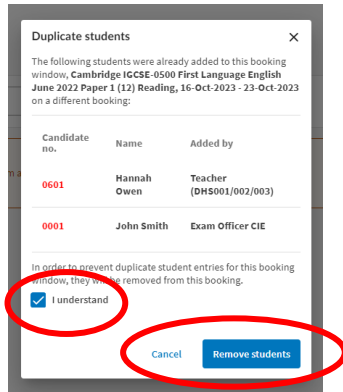 Duplicate students
The following students were already added to this booking
window, Cambridge IGCSE-0500 First Language English
June 2022 Paper 1 (12) Reading, 16-Oct-2023 - 23-Oct-2023
on a different booking:
Candidate no. Name Added by
0601 Hannah Owen Teacher (DHS001/002/003)
0001 John Smith Exam Officer CIE
In order to prevent duplicate student entries for this booking
window, they will be removed from this booking.
I understand
Cancel Remove students